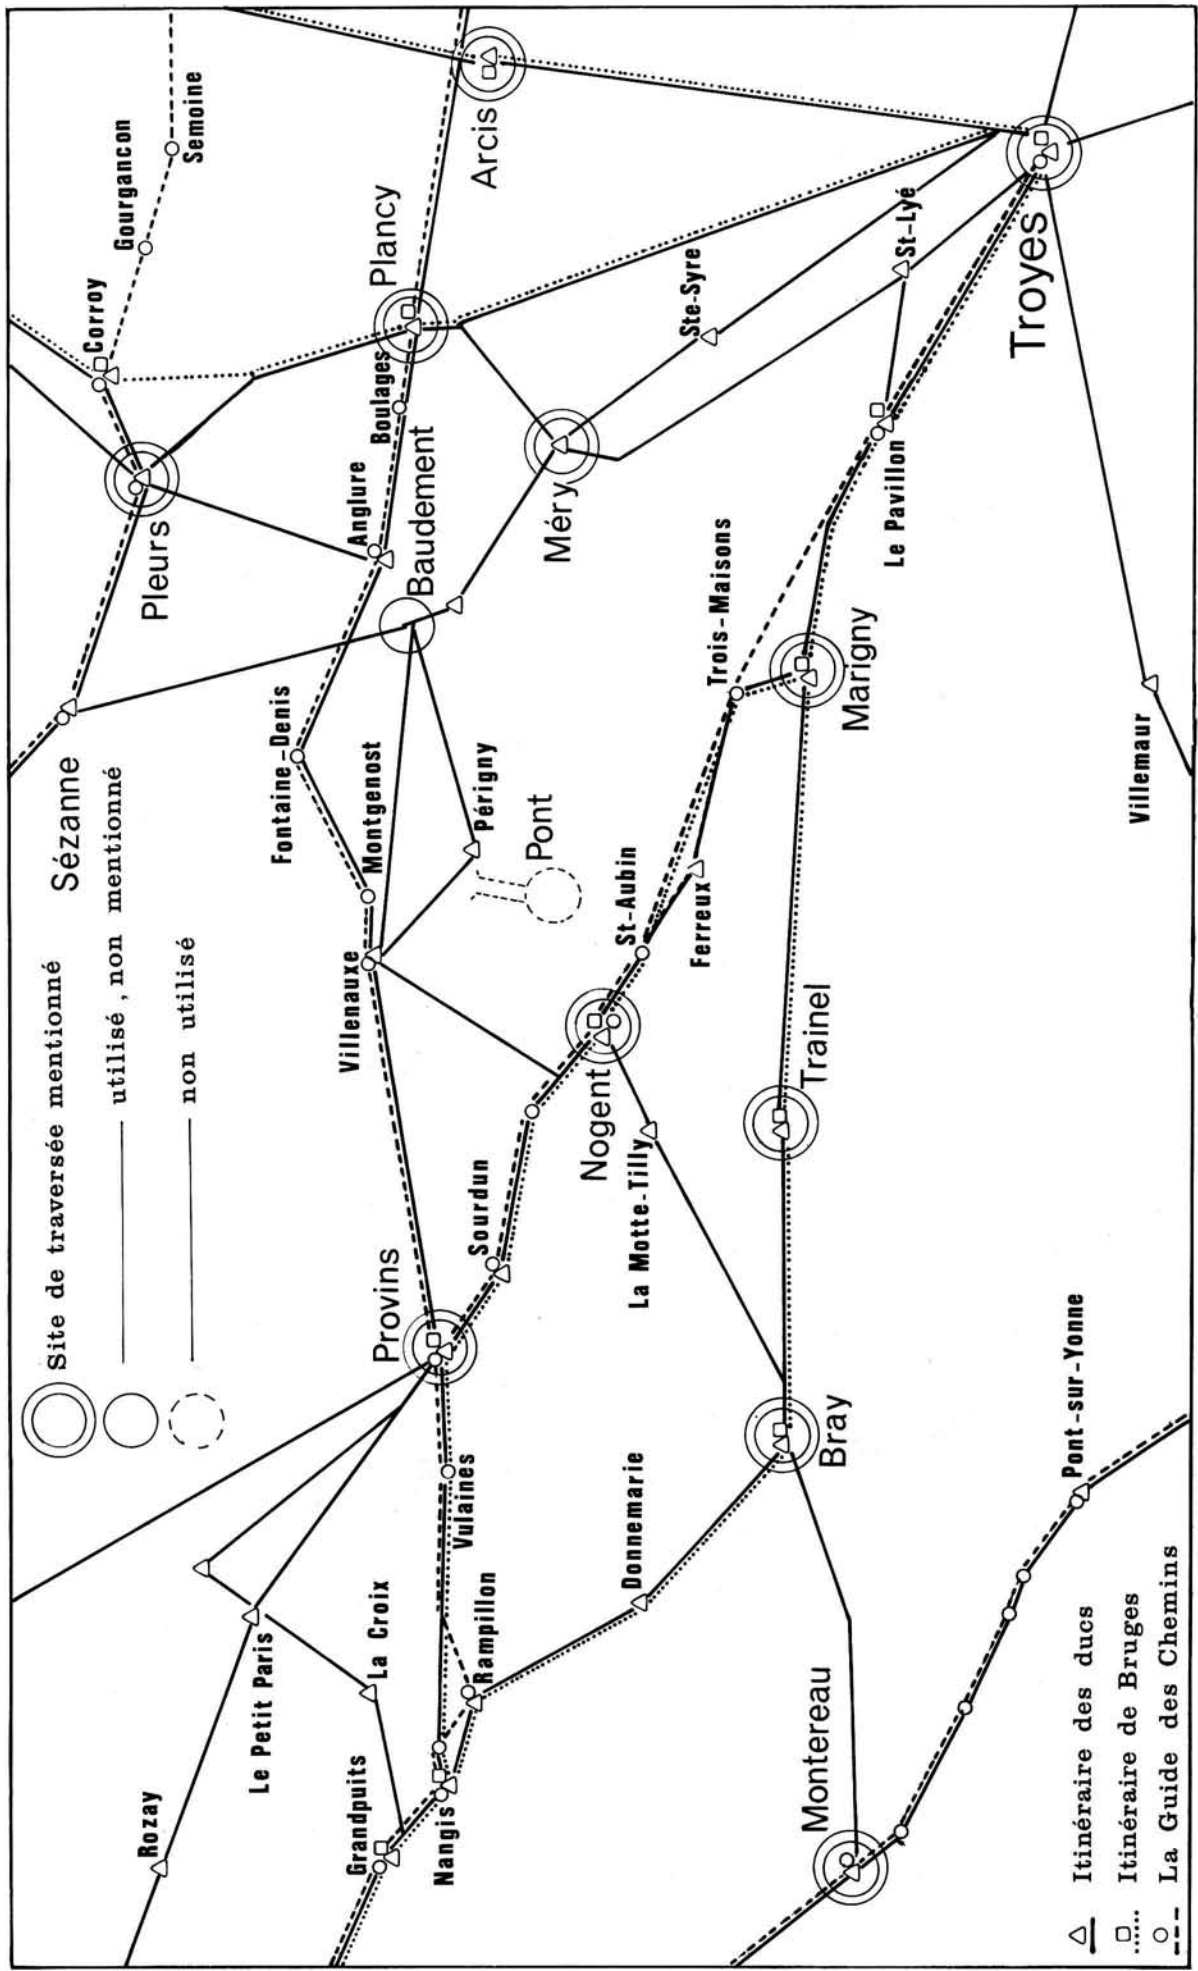 Site de traversée mentionné
utilisé, non mentionné
non utilisé
Rozay
Le Petit Paris
La Croix
Grandpuits
Nangis
Rampillon
Vulaines
Provins
Sourdun
Donnemarie
Montereau
Bray
Pont-sur-Yonne
Villenauxe
Montgenost
Fontaine-Denis
Sézanne
Périgny
Pont
Nogent
La Motte-Tilly
St-Aubin
Ferreux
Trainel
Trois-Maisons
Marigny
Le Pavillon
Villemaur
Pleurs
Anglure
Baudement
Boulages
Méry
Corroy
Gourgancon
Semoine
Plancy
Arcis
Ste-Syre
St-Lyé
Troyes
Itinéraire des ducs
Itinéraire de Bruges
La Guide des Chemins